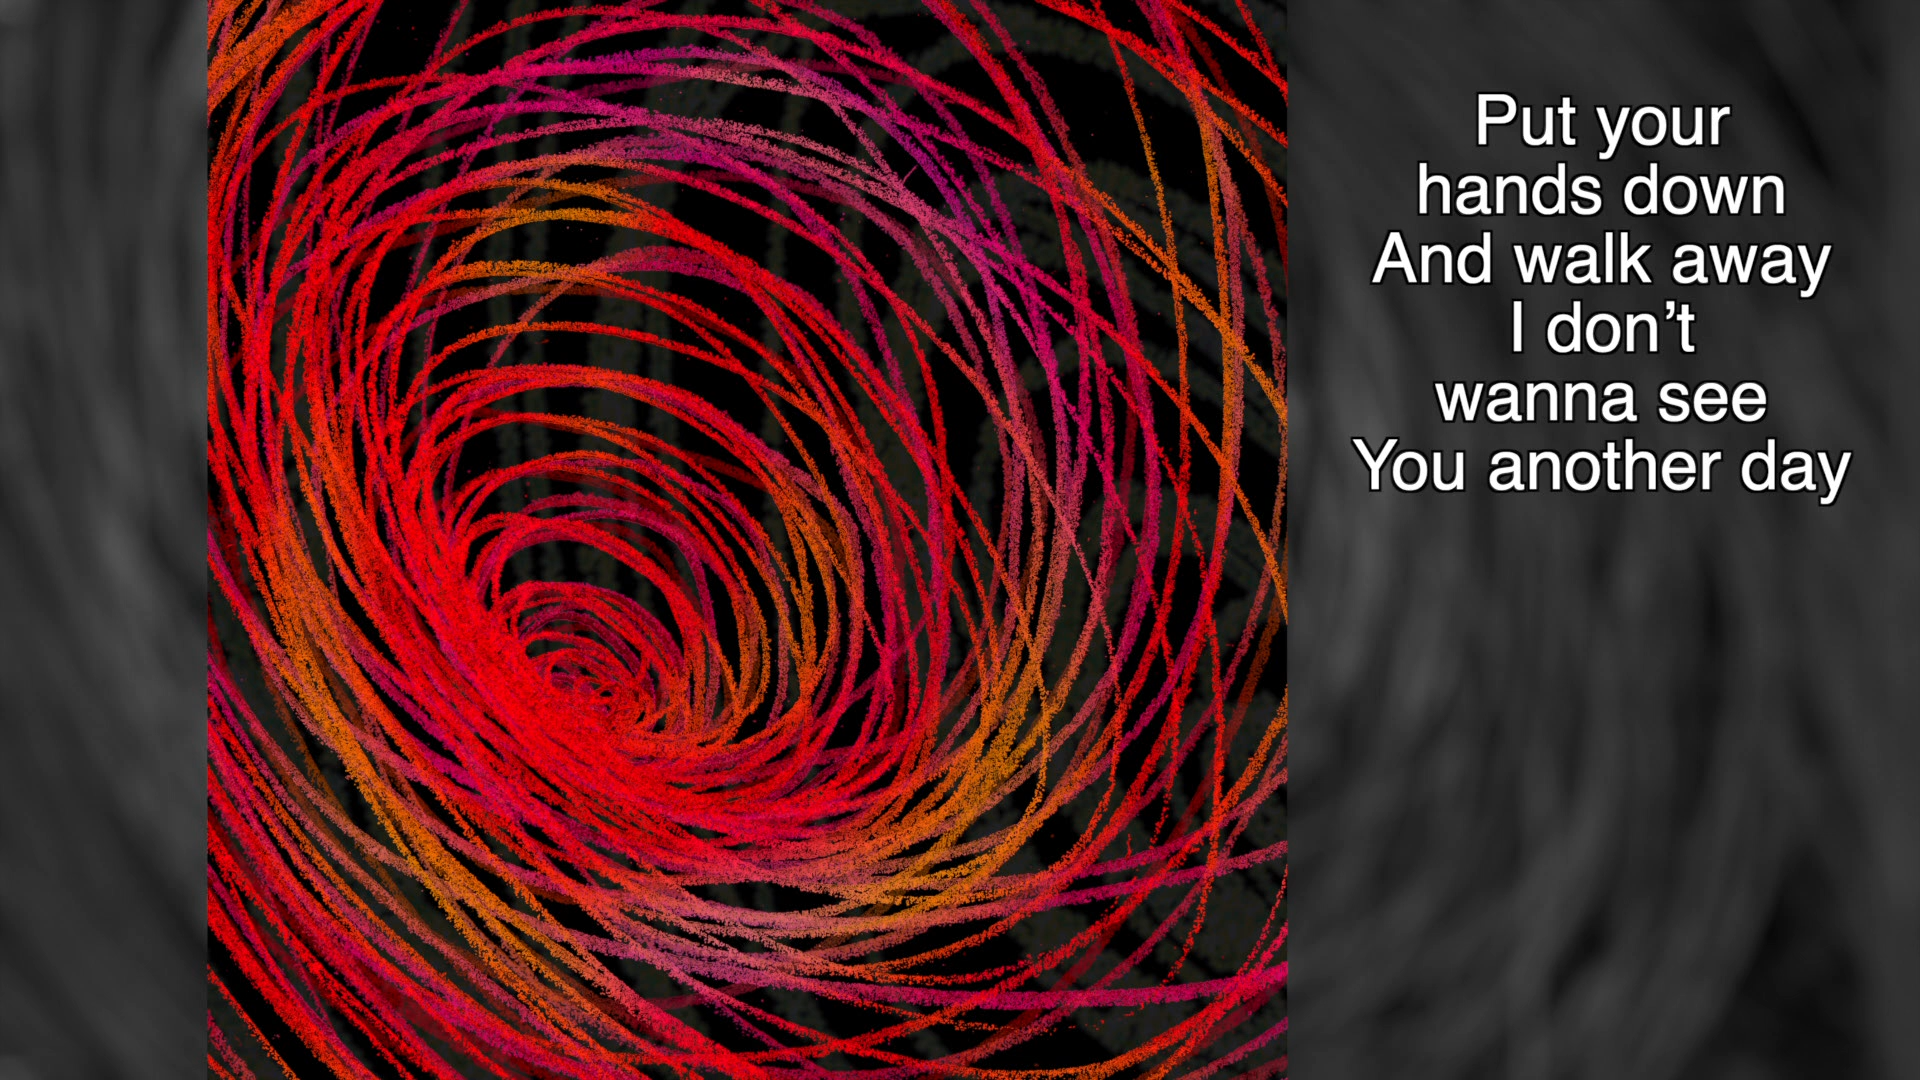 Put your
hands down
And walk away
I don’t
wanna see
You another day